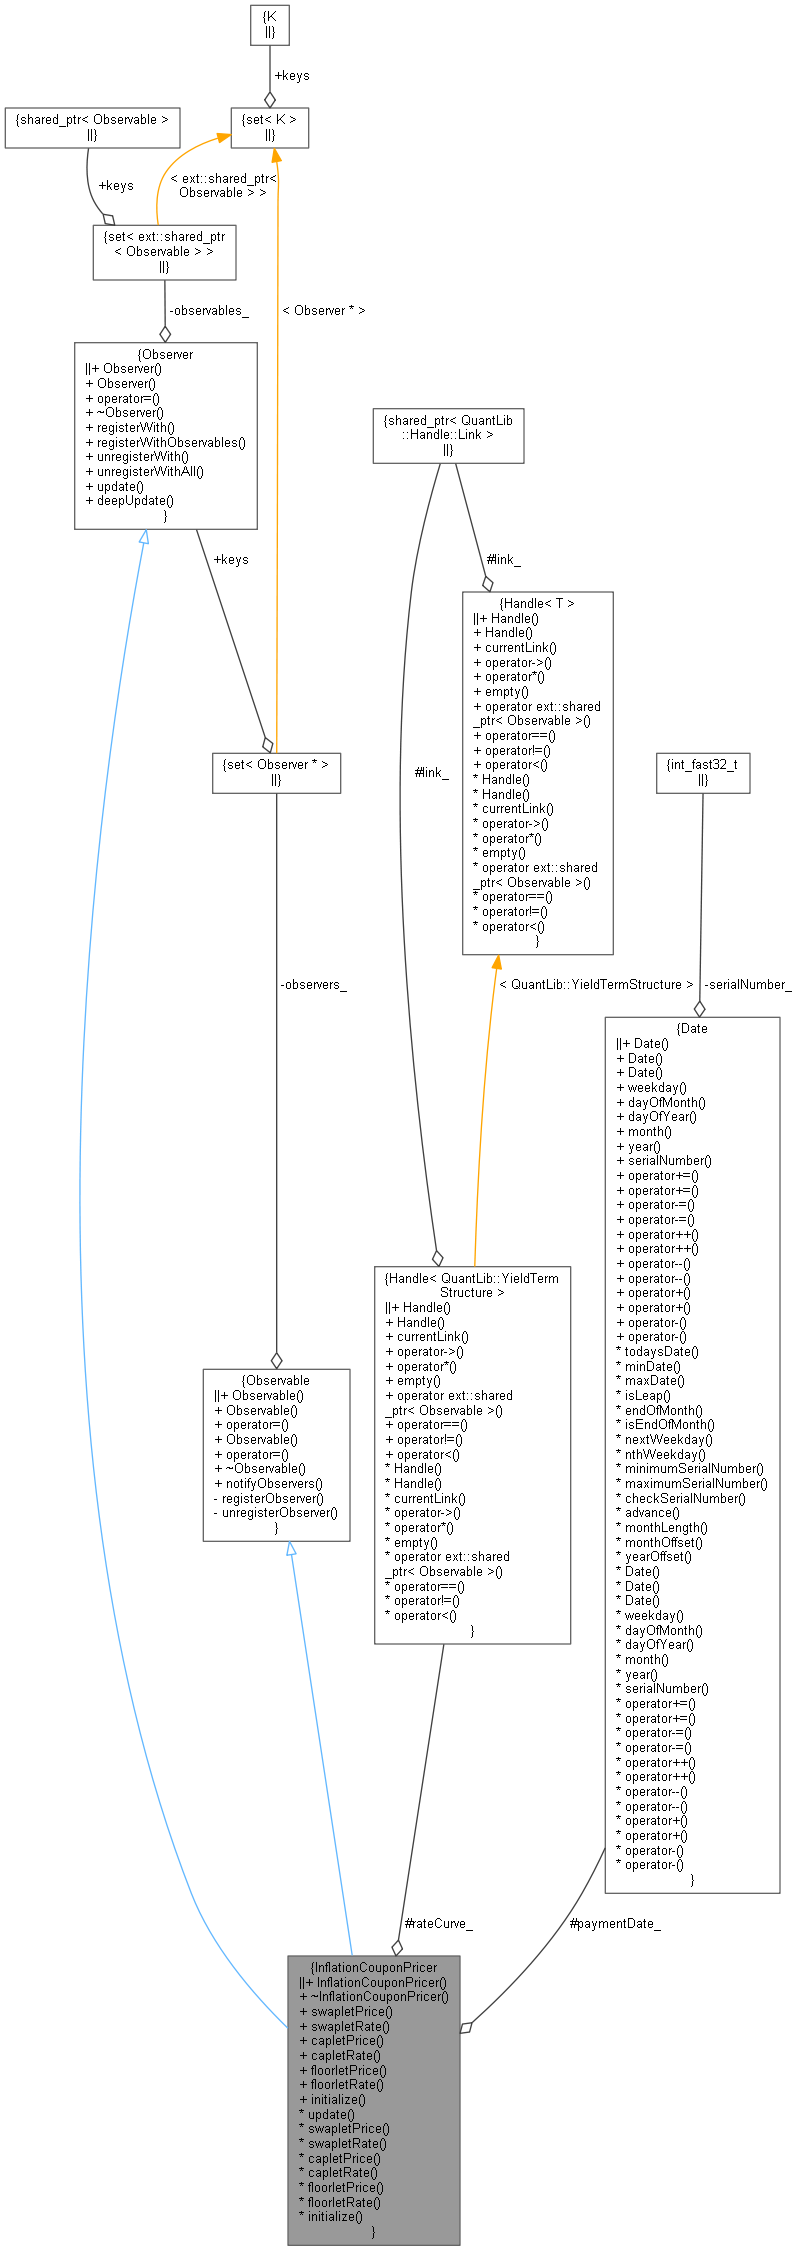 {K
||}
+keys
{shared_ptr< Observable >
||}
{set< K >
||}
+keys
< ext::shared_ptr<
Observable > >
{set< ext::shared_ptr
< Observable > >
||}
-observables_
< Observer * >
{Observer
||+ Observer()
+ Observer()
+ operator=()
+ ~Observer()
+ registerWith()
+ registerWithObservables()
+ unregisterWith()
+ unregisterWithAll()
+ update()
+ deepUpdate()
}
{shared_ptr< QuantLib
::Handle::Link >
||}
+keys
#link_
{Handle< T >
||+ Handle()
+ Handle()
+ currentLink()
+ operator->()
+ operator*()
+ empty()
+ operator ext::shared
_ptr< Observable >()
+ operator==()
+ operator!=()
+ operator<()
* Handle()
* Handle()
* currentLink()
* operator->()
* operator*()
* empty()
* operator ext::shared
_ptr< Observable >()
* operator==()
* operator!=()
* operator<()
}
#link_
{set< Observer * >
||}
{int_fast32_t
||}
-observers_
< QuantLib::YieldTermStructure >
-serialNumber_
{Date
||+ Date()
+ Date()
+ Date()
+ weekday()
+ dayOfMonth()
+ dayOfYear()
+ month()
+ year()
+ serialNumber()
+ operator+=()
+ operator+=()
+ operator-=()
+ operator-=()
+ operator++()
+ operator++()
+ operator--()
+ operator--()
+ operator+()
+ operator+()
+ operator-()
+ operator-()
* todaysDate()
* minDate()
* maxDate()
* isLeap()
* endOfMonth()
* isEndOfMonth()
* nextWeekday()
* nthWeekday()
* minimumSerialNumber()
* maximumSerialNumber()
* checkSerialNumber()
* advance()
* monthLength()
* monthOffset()
* yearOffset()
* Date()
* Date()
* Date()
* weekday()
* dayOfMonth()
* dayOfYear()
* month()
* year()
* serialNumber()
* operator+=()
* operator+=()
* operator-=()
* operator-=()
* operator++()
* operator++()
* operator--()
* operator--()
* operator+()
* operator+()
* operator-()
* operator-()
}
{Handle< QuantLib::YieldTerm
Structure >
||+ Handle()
+ Handle()
+ currentLink()
+ operator->()
+ operator*()
+ empty()
+ operator ext::shared
_ptr< Observable >()
+ operator==()
+ operator!=()
+ operator<()
* Handle()
* Handle()
* currentLink()
* operator->()
* operator*()
* empty()
* operator ext::shared
_ptr< Observable >()
* operator==()
* operator!=()
* operator<()
}
{Observable
||+ Observable()
+ Observable()
+ operator=()
+ Observable()
+ operator=()
+ ~Observable()
+ notifyObservers()
- registerObserver()
- unregisterObserver()
}
#rateCurve_
#paymentDate_
{InflationCouponPricer
||+ InflationCouponPricer()
+ ~InflationCouponPricer()
+ swapletPrice()
+ swapletRate()
+ capletPrice()
+ capletRate()
+ floorletPrice()
+ floorletRate()
+ initialize()
* update()
* swapletPrice()
* swapletRate()
* capletPrice()
* capletRate()
* floorletPrice()
* floorletRate()
* initialize()
}